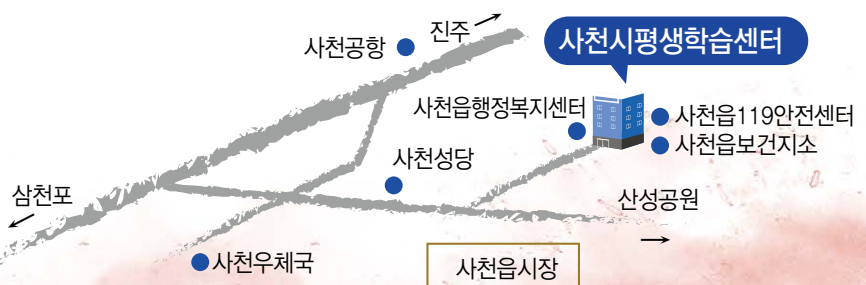 진주
사천공항
사천시평생학습센터
사천읍행정복지센터
사천읍119안전센터
사천읍보건지소
사천성당
삼천포
산성공원
사천우체국
사천읍시장